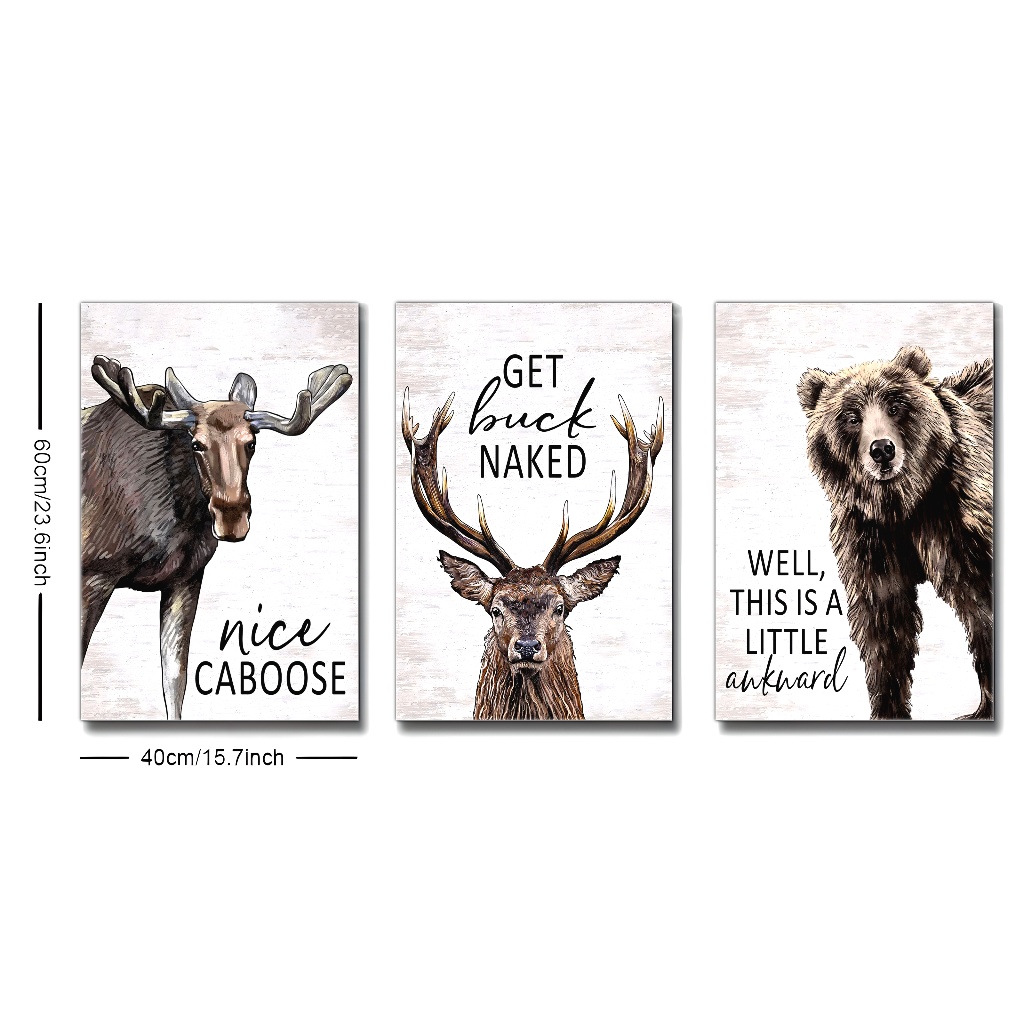 60cm/23.6inch
nice
CABOOSE
GET
buck
NAKED
WELL,
THIS IS A
LITTLE
awkward
40cm/15.7inch